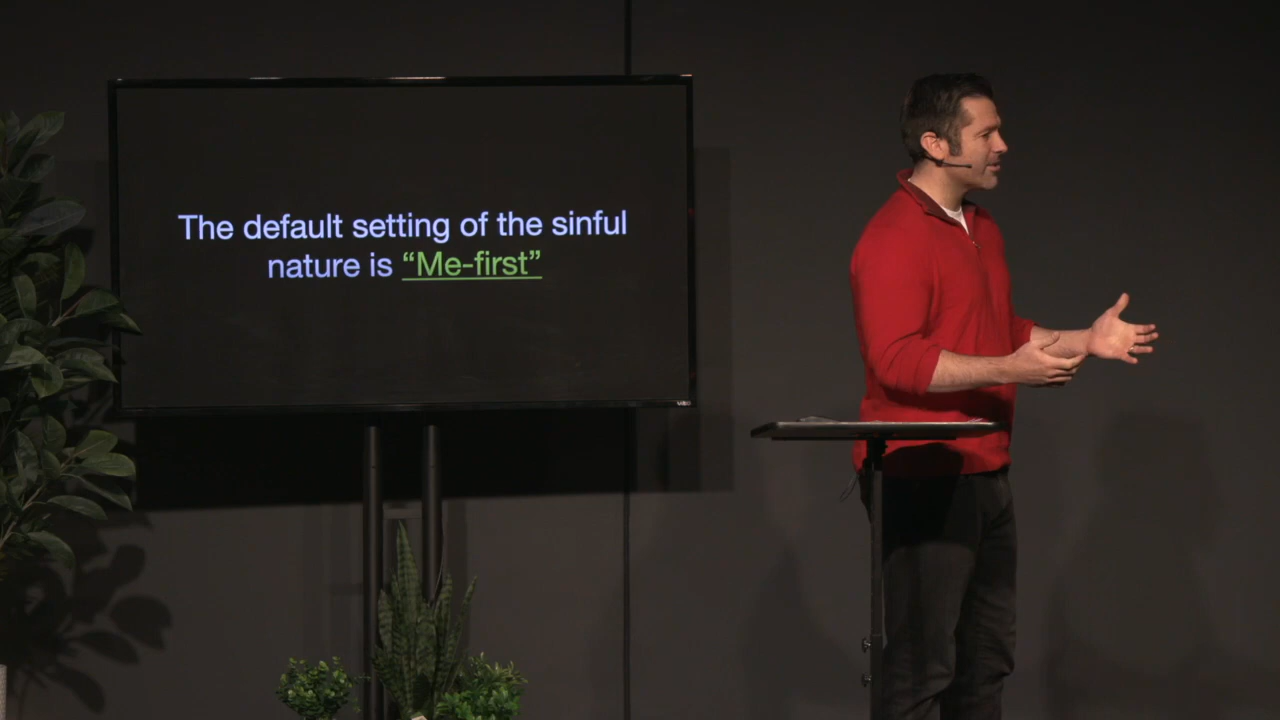 The default setting of the sinful
nature is “Me-first”